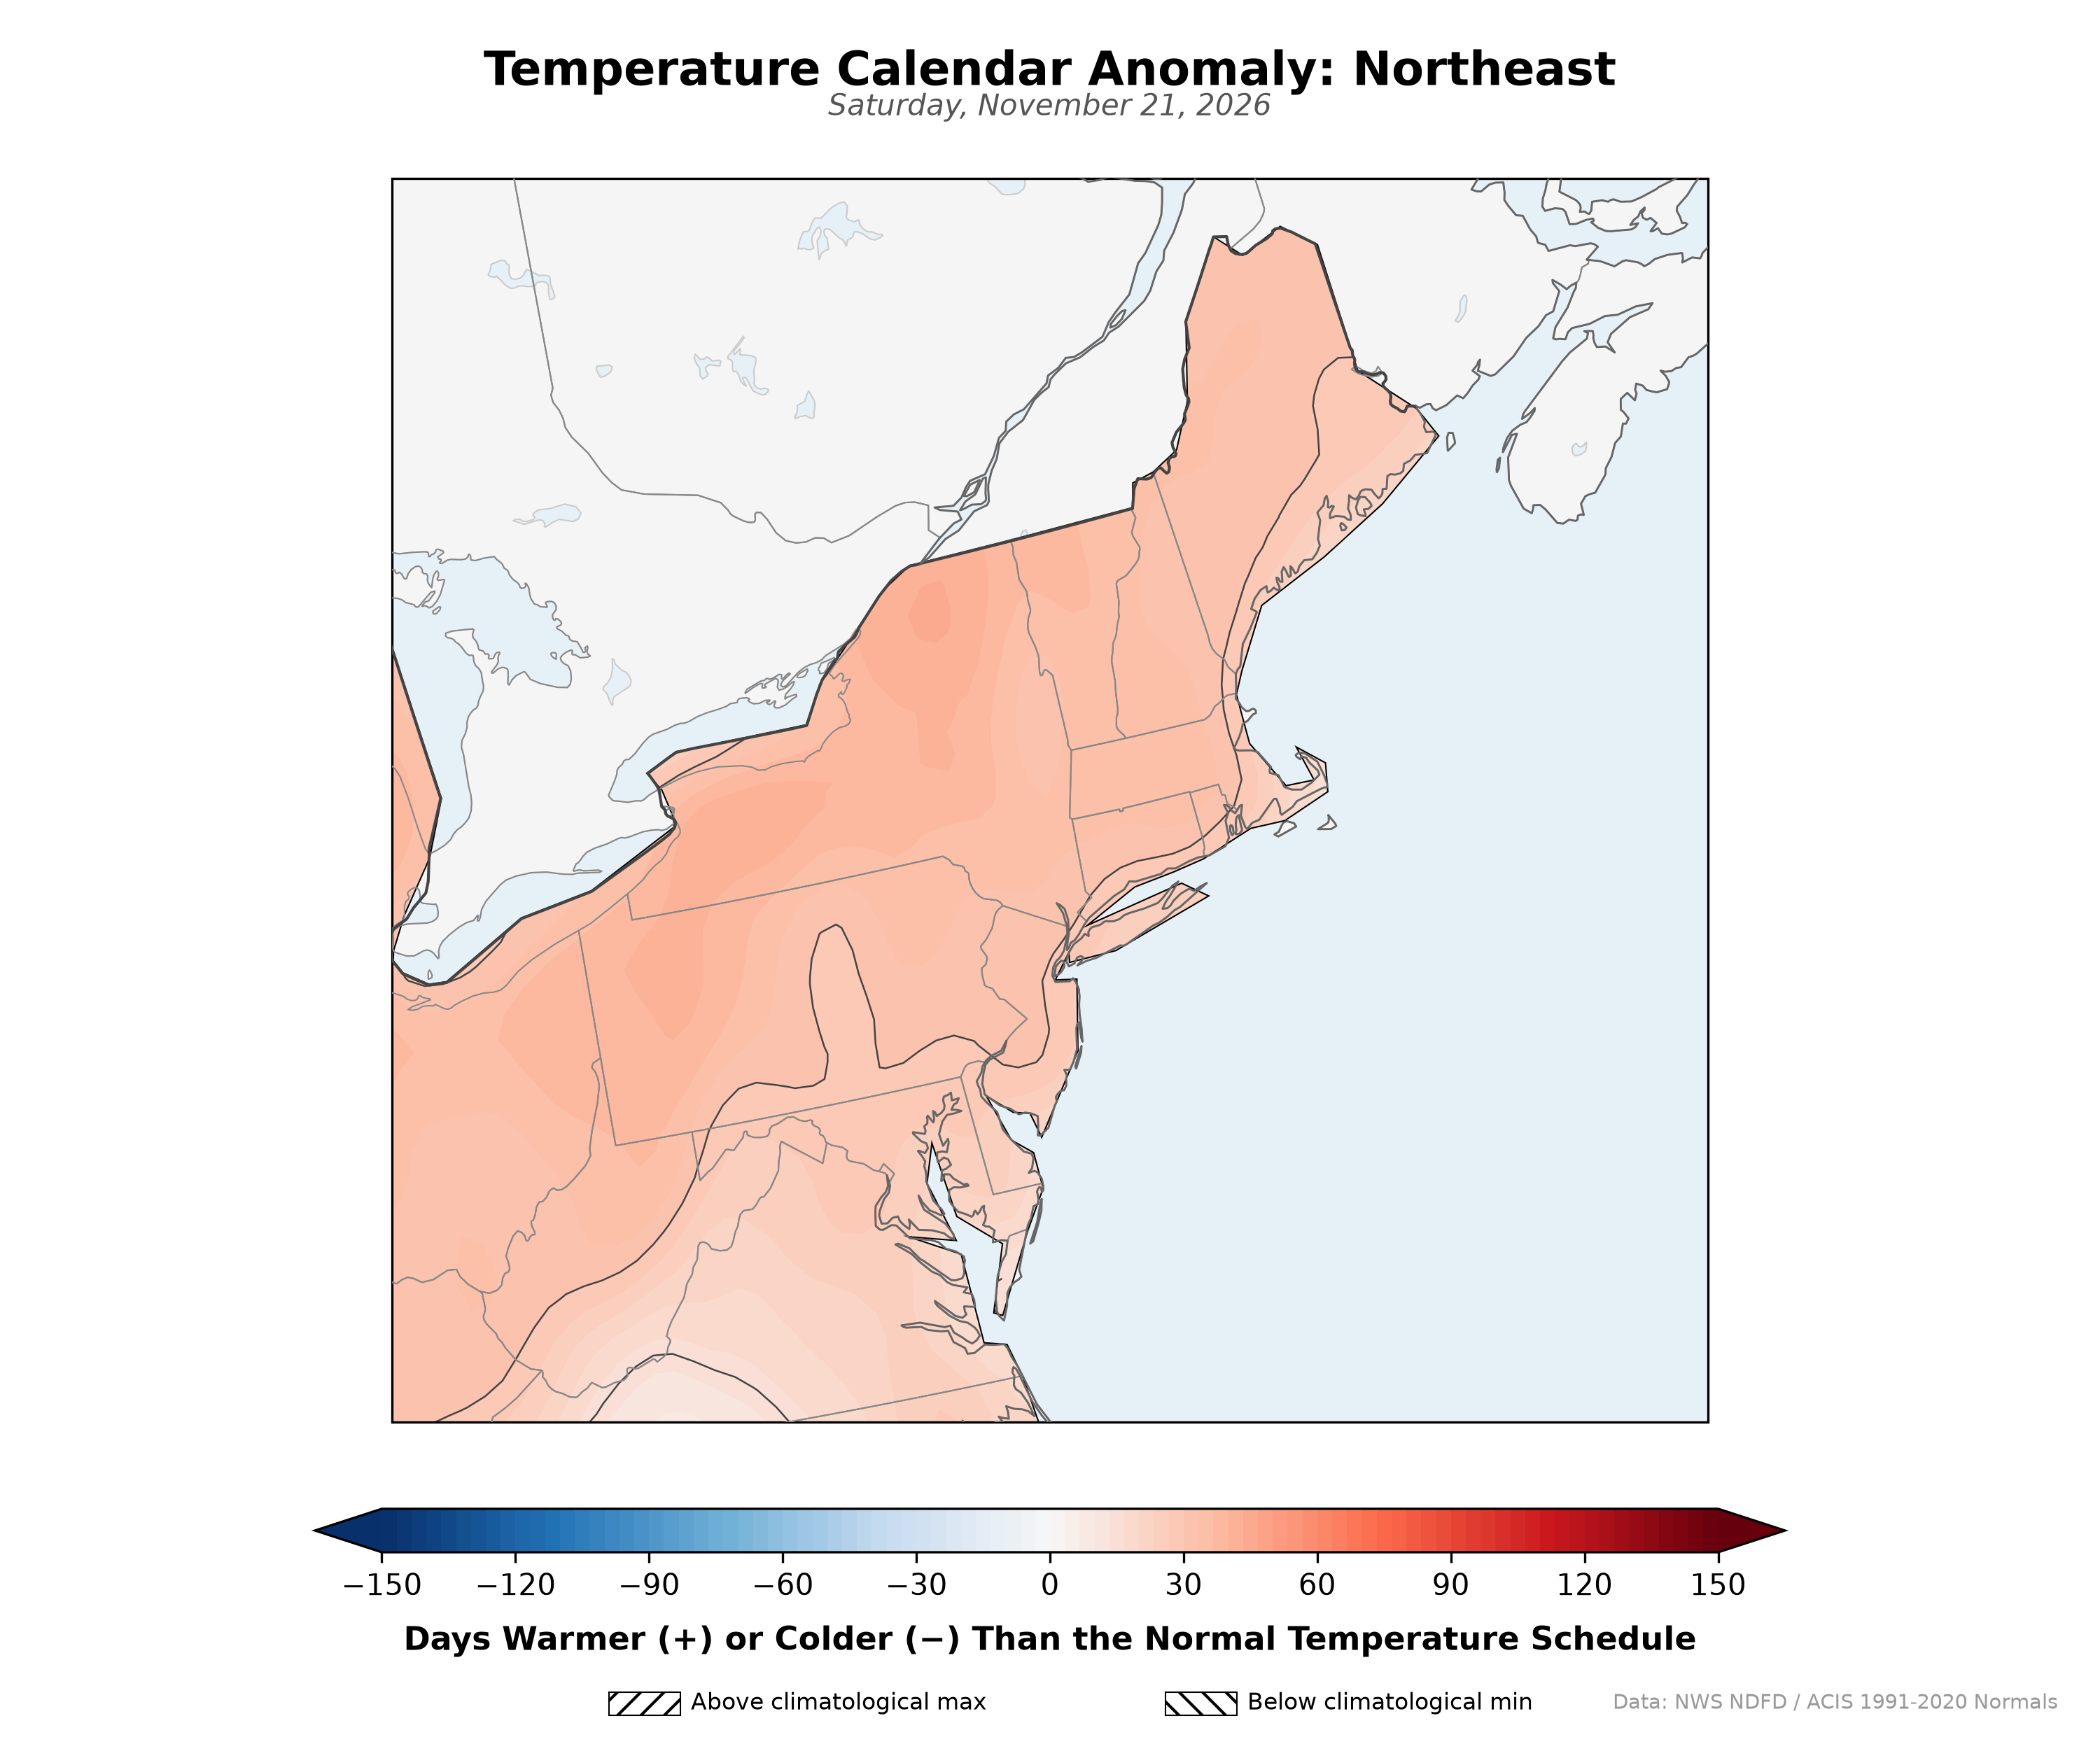 Temperature Calendar Anomaly: Northeast
Saturday, November 21, 2026
−150 −120 −90 −60 −30 0 30 60 90 120 150
Days Warmer (+) or Colder (−) Than the Normal Temperature Schedule
Above climatological max Below climatological min Data: NWS NDFD / ACIS 1991-2020 Normals